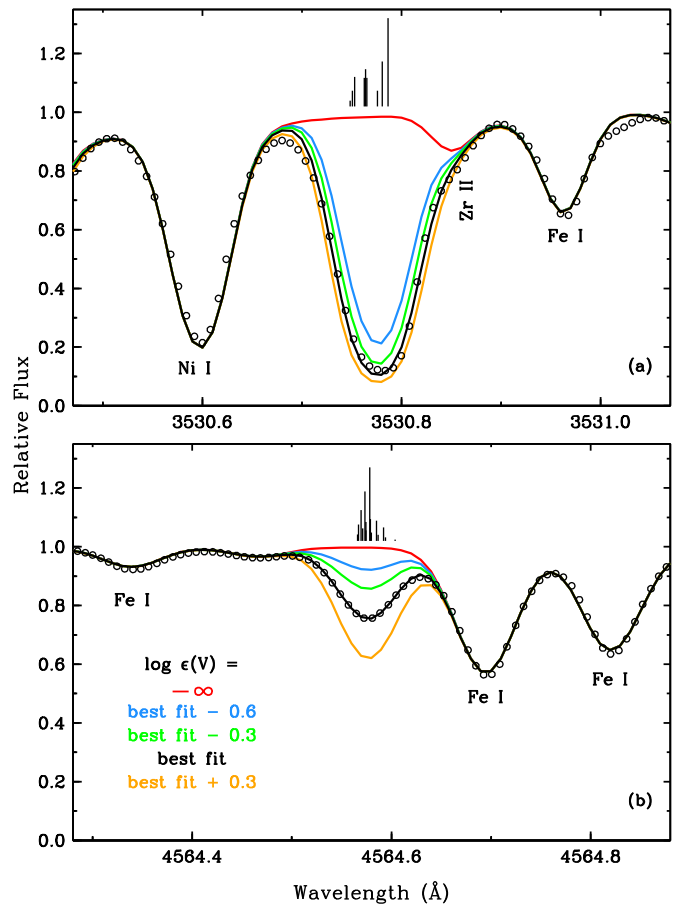 1.2
1.0
0.8
0.6
0.4
0.2
0.0
Ni I
Zr II
Fe I
(a)
3530.6
3530.8
3531.0
Relative Flux
1.2
1.0
0.8
0.6
0.4
0.2
0.0
Fe I
Fe I
Fe I
log ϵ(V) =
− ∞
best fit − 0.6
best fit − 0.3
best fit
best fit + 0.3
(b)
4564.4
4564.6
4564.8
Wavelength (Å)